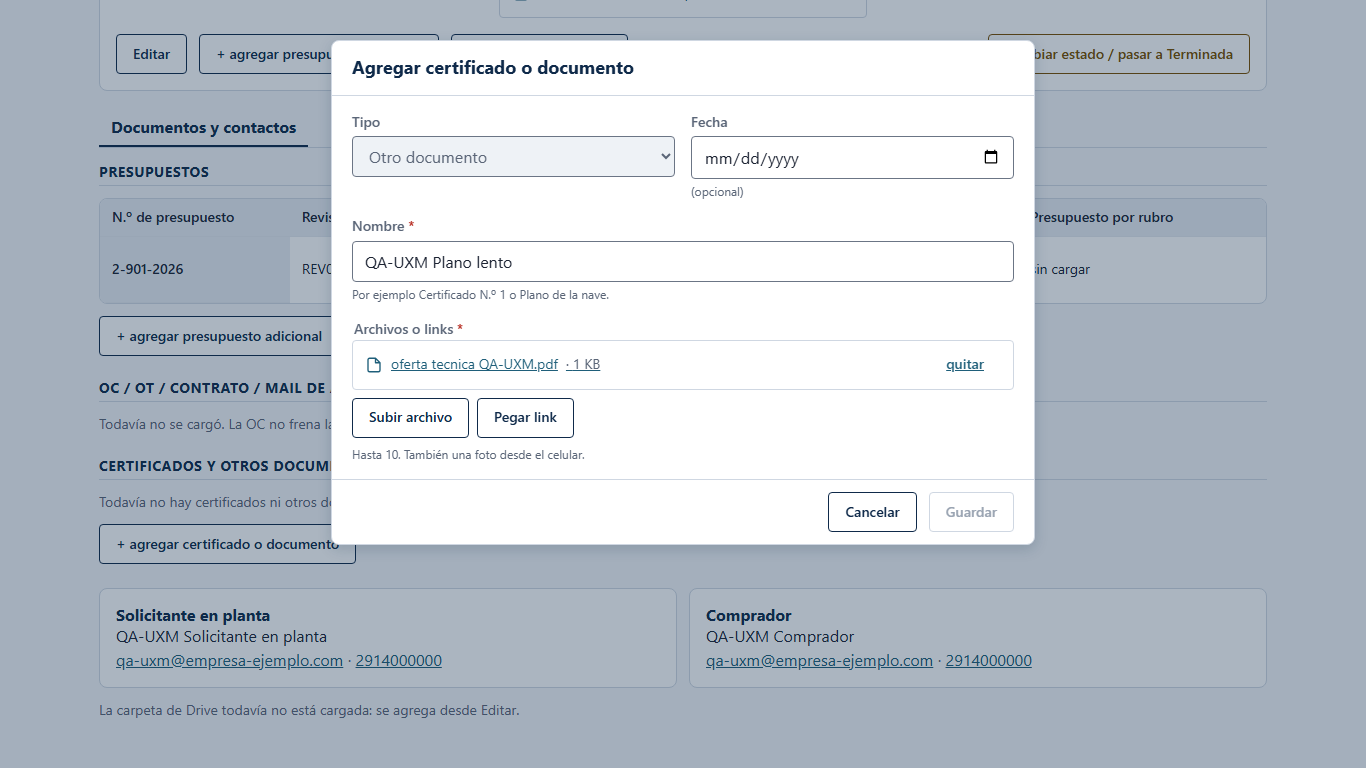 Editar
+ agregar presupu
biar estado / pasar a Terminada
Agregar certificado o documento
Tipo
Fecha
Otro documento
mm/dd/yyyy
(opcional)
Nombre *
QA-UXM Plano lento
Por ejemplo Certificado N.º 1 o Plano de la nave.
Archivos o links *
oferta tecnica QA-UXM.pdf · 1 KB
quitar
Subir archivo
Pegar link
Hasta 10. También una foto desde el celular.
Cancelar
Guardar
Documentos y contactos
PRESUPUESTOS
N.º de presupuesto
Revis
Presupuesto por rubro
2-901-2026
REV0
sin cargar
+ agregar presupuesto adicional
OC / OT / CONTRATO / MAIL DE
Todavía no se cargó. La OC no frena la
CERTIFICADOS Y OTROS DOCUM
Todavía no hay certificados ni otros d
+ agregar certificado o documento
Solicitante en planta
QA-UXM Solicitante en planta
qa-uxm@empresa-ejemplo.com · 2914000000
Comprador
QA-UXM Comprador
qa-uxm@empresa-ejemplo.com · 2914000000
La carpeta de Drive todavía no está cargada: se agrega desde Editar.